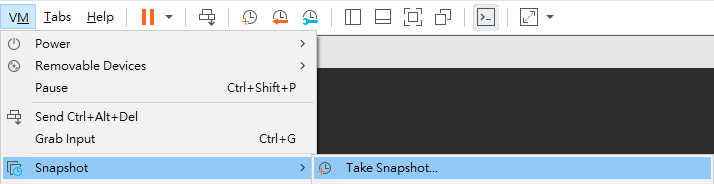 VM Tabs Help
Power
Removable Devices
Pause Ctrl+Shift+P
Send Ctrl+Alt+Del
Grab Input Ctrl+G
Snapshot Take Snapshot...